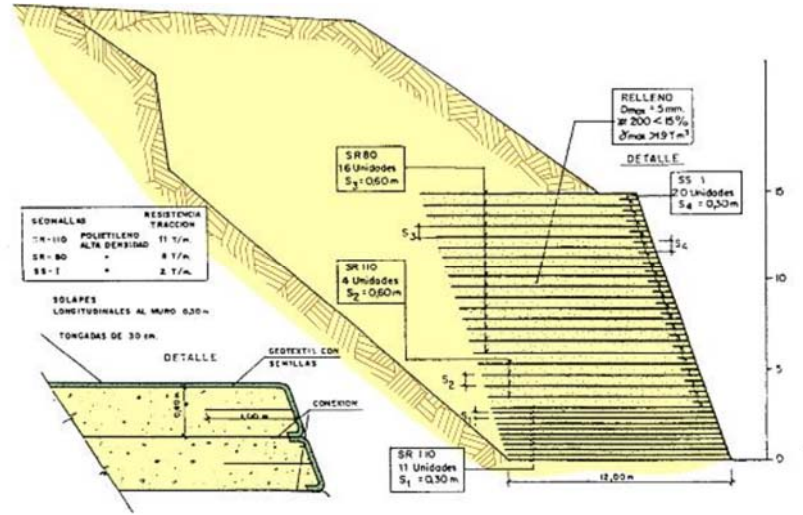 RELLENO
Dmax = 5 mm.
# 200 < 15%
γmax >1.9 T/m³
DETALLE
SR80
16 Unidades
S₃ = 0,60 m
SS 1
20 Unidades
S₄ = 0,30 m
15
GEOMALLAS
RESISTENCIA
TRACCION
SR-110 POLIETILENO 11 T/m.
ALTA DENSIDAD
SR-80 " 8 T/m.
SS-1 " 2 T/m.
S₃
S₄
SR 110
4 Unidades
S₂ = 0,60 m
10
SOLAPES
LONGITUDINALES AL MURO 0,30 m
TONGADAS DE 30 cm.
DETALLE
GEOTEXTIL CON
SEMILLAS
S₂
5
0,60 m
CONEXION
1,00 m
S₁
SR 110
11 Unidades
S₁ = 0,30 m
12,00 m
0